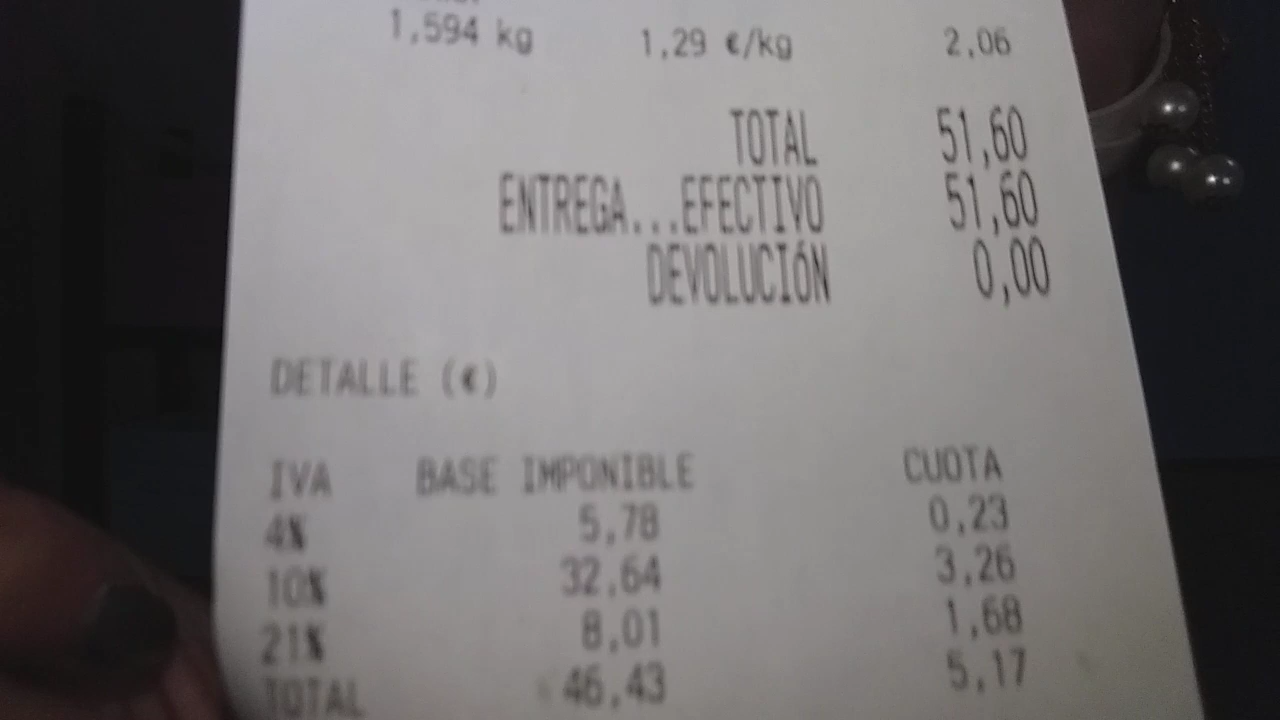 1,594 kg 1,29 €/kg 2,06
TOTAL 51,60
ENTREGA...EFECTIVO 51,60
DEVOLUCIÓN 0,00
DETALLE (€)
IVA BASE IMPONIBLE CUOTA
4% 5,78 0,23
10% 32,64 3,26
21% 8,01 1,68
TOTAL 46,43 5,17